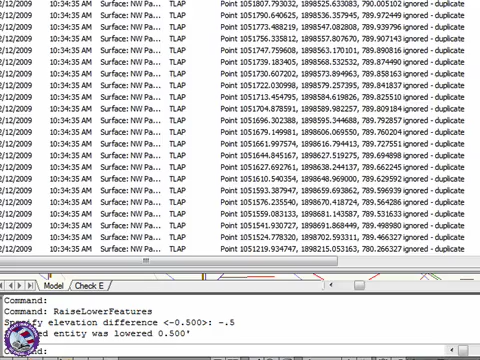 2/12/2009 10:34:35 AM Surface: NW Pa... TLAP Point 1051807.793032, 1898525.633083, 790.005102 ignored - duplicate
2/12/2009 10:34:35 AM Surface: NW Pa... TLAP Point 1051790.640625, 1898536.357945, 789.972449 ignored - duplicate
2/12/2009 10:34:35 AM Surface: NW Pa... TLAP Point 1051773.488219, 1898547.082808, 789.939796 ignored - duplicate
2/12/2009 10:34:35 AM Surface: NW Pa... TLAP Point 1051756.335812, 1898557.807670, 789.907143 ignored - duplicate
2/12/2009 10:34:35 AM Surface: NW Pa... TLAP Point 1051747.759608, 1898563.170101, 789.890816 ignored - duplicate
2/12/2009 10:34:35 AM Surface: NW Pa... TLAP Point 1051739.183405, 1898568.532532, 789.874490 ignored - duplicate
2/12/2009 10:34:35 AM Surface: NW Pa... TLAP Point 1051730.607202, 1898573.894963, 789.858163 ignored - duplicate
2/12/2009 10:34:35 AM Surface: NW Pa... TLAP Point 1051722.030998, 1898579.257395, 789.841837 ignored - duplicate
2/12/2009 10:34:35 AM Surface: NW Pa... TLAP Point 1051713.454795, 1898584.619826, 789.825510 ignored - duplicate
2/12/2009 10:34:35 AM Surface: NW Pa... TLAP Point 1051704.878591, 1898589.982257, 789.809184 ignored - duplicate
2/12/2009 10:34:35 AM Surface: NW Pa... TLAP Point 1051696.302388, 1898595.344688, 789.792857 ignored - duplicate
2/12/2009 10:34:35 AM Surface: NW Pa... TLAP Point 1051679.149981, 1898606.069550, 789.760204 ignored - duplicate
2/12/2009 10:34:35 AM Surface: NW Pa... TLAP Point 1051661.997574, 1898616.794413, 789.727551 ignored - duplicate
2/12/2009 10:34:35 AM Surface: NW Pa... TLAP Point 1051644.845167, 1898627.519275, 789.694898 ignored - duplicate
2/12/2009 10:34:35 AM Surface: NW Pa... TLAP Point 1051627.692761, 1898638.244137, 789.662245 ignored - duplicate
2/12/2009 10:34:35 AM Surface: NW Pa... TLAP Point 1051610.540354, 1898648.969000, 789.629592 ignored - duplicate
2/12/2009 10:34:35 AM Surface: NW Pa... TLAP Point 1051593.387947, 1898659.693862, 789.596939 ignored - duplicate
2/12/2009 10:34:35 AM Surface: NW Pa... TLAP Point 1051576.235540, 1898670.418724, 789.564286 ignored - duplicate
2/12/2009 10:34:35 AM Surface: NW Pa... TLAP Point 1051559.083133, 1898681.143587, 789.531633 ignored - duplicate
2/12/2009 10:34:35 AM Surface: NW Pa... TLAP Point 1051541.930727, 1898691.868449, 789.498980 ignored - duplicate
2/12/2009 10:34:35 AM Surface: NW Pa... TLAP Point 1051524.778320, 1898702.593311, 789.466327 ignored - duplicate
2/12/2009 10:34:35 AM Surface: NW Pa... TLAP Point 1051219.934747, 1898215.053163, 780.266327 ignored - duplicate
Model Check E
Command:
Command: RaiseLowerFeatures
Specify elevation difference <-0.500>: -.5
entity was lowered 0.500'
Command: